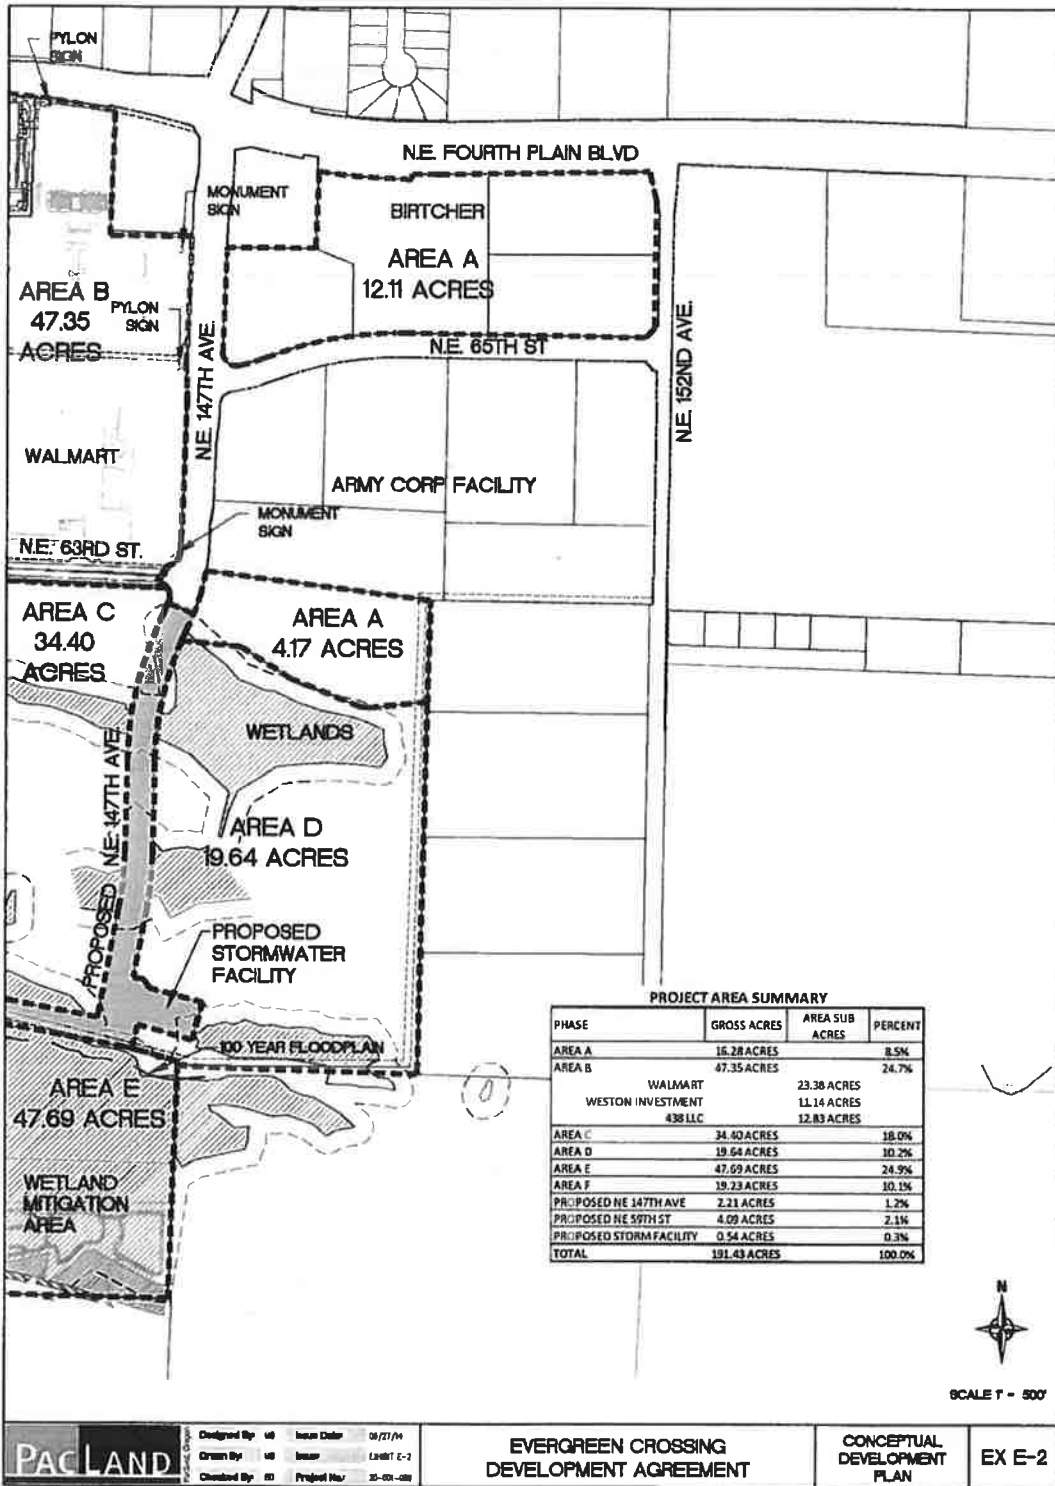 PYLON
SIGN
N.E. FOURTH PLAIN BLVD
MONUMENT
SIGN
BIRTCHER
AREA A
12.11 ACRES
AREA B
47.35
ACRES
PYLON
SIGN
N.E. 147TH AVE.
N.E. 65TH ST
N.E. 152ND AVE.
WALMART
ARMY CORP FACILITY
MONUMENT
SIGN
N.E. 63RD ST.
AREA C
34.40
ACRES
AREA A
4.17 ACRES
WETLANDS
PROPOSED N.E. 147TH AVE.
AREA D
19.64 ACRES
PROPOSED
STORMWATER
FACILITY
100 YEAR FLOODPLAIN
AREA E
47.69 ACRES
WETLAND
MITIGATION
AREA
PROJECT AREA SUMMARY
PHASE GROSS ACRES AREA SUB ACRES PERCENT
AREA A 16.28 ACRES 8.5%
AREA B 47.35 ACRES 24.7%
WALMART 23.38 ACRES
WESTON INVESTMENT 11.14 ACRES
438 LLC 12.83 ACRES
AREA C 34.40 ACRES 18.0%
AREA D 19.64 ACRES 10.2%
AREA E 47.69 ACRES 24.9%
AREA F 19.23 ACRES 10.1%
PROPOSED NE 147TH AVE 2.21 ACRES 1.2%
PROPOSED NE 59TH ST 4.09 ACRES 2.1%
PROPOSED STORM FACILITY 0.54 ACRES 0.3%
TOTAL 191.43 ACRES 100.0%
N
SCALE 1" = 500'
PACLAND
Designed By Issue Date 08/27/14
Drawn By Issue EXHIBIT E-2
Checked By Project No.
EVERGREEN CROSSING
DEVELOPMENT AGREEMENT
CONCEPTUAL
DEVELOPMENT
PLAN
EX E-2